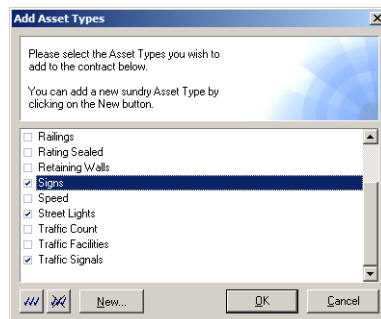 Add Asset Types
Please select the Asset Types you wish to
add to the contract below.
You can add a new sundry Asset Type by
clicking on the New button.
Railings
Rating Sealed
Retaining Walls
Signs
Speed
Street Lights
Traffic Count
Traffic Facilities
Traffic Signals
New... OK Cancel